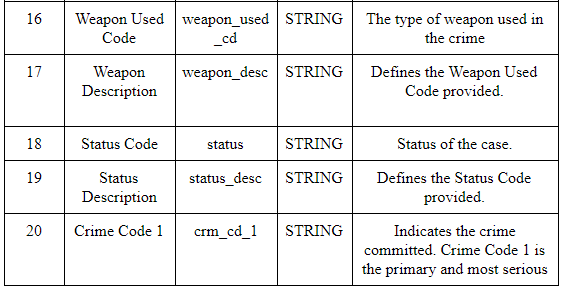 16 Weapon Used weapon_used STRING The type of weapon used in
Code _cd the crime
17 Weapon weapon_desc STRING Defines the Weapon Used
Description Code provided.
18 Status Code status STRING Status of the case.
19 Status status_desc STRING Defines the Status Code
Description provided.
20 Crime Code 1 crm_cd_1 STRING Indicates the crime
committed. Crime Code 1 is
the primary and most serious